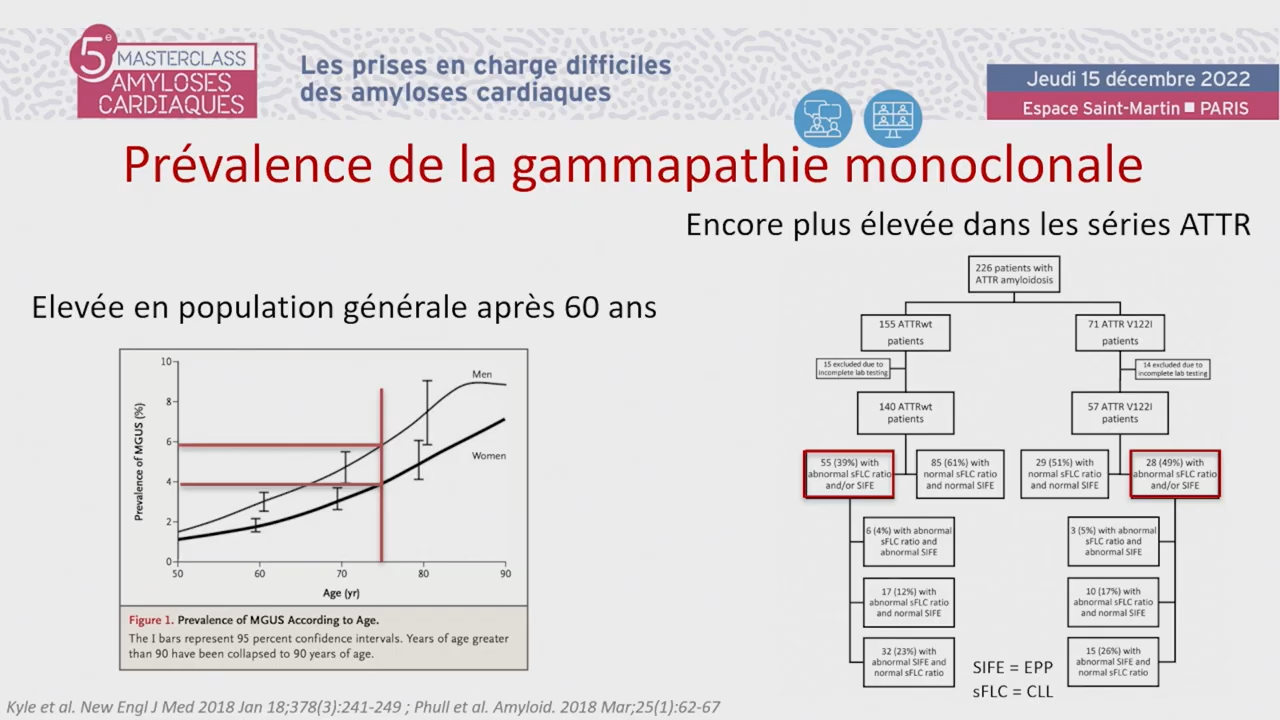 5e MASTERCLASS
AMYLOSES
CARDIAQUES
Les prises en charge difficiles
des amyloses cardiaques
Jeudi 15 décembre 2022
Espace Saint-Martin ■ PARIS
Prévalence de la gammapathie monoclonale
Encore plus élevée dans les séries ATTR
Elevée en population générale après 60 ans
Prevalence of MGUS (%)
10
8
6
4
2
0
50
60
70
80
90
Men
Women
Age (yr)
Figure 1. Prevalence of MGUS According to Age.
The I bars represent 95 percent confidence intervals. Years of age greater
than 90 have been collapsed to 90 years of age.
226 patients with
ATTR amyloidosis
155 ATTRwt
patients
71 ATTR V122I
patients
15 excluded due to
incomplete lab testing
14 excluded due to
incomplete lab testing
140 ATTRwt
patients
57 ATTR V122I
patients
55 (39%) with
abnormal sFLC ratio
and/or SIFE
85 (61%) with
normal sFLC ratio
and normal SIFE
29 (51%) with
normal sFLC ratio
and normal SIFE
28 (49%) with
abnormal sFLC ratio
and/or SIFE
6 (4%) with abnormal
sFLC ratio and
abnormal SIFE
3 (5%) with abnormal
sFLC ratio and
abnormal SIFE
17 (12%) with
abnormal sFLC ratio
and normal SIFE
10 (17%) with
abnormal sFLC ratio
and normal SIFE
32 (23%) with
abnormal SIFE and
normal sFLC ratio
15 (26%) with
abnormal SIFE and
normal sFLC ratio
SIFE = EPP
sFLC = CLL
Kyle et al. New Engl J Med 2018 Jan 18;378(3):241-249 ; Phull et al. Amyloid. 2018 Mar;25(1):62-67